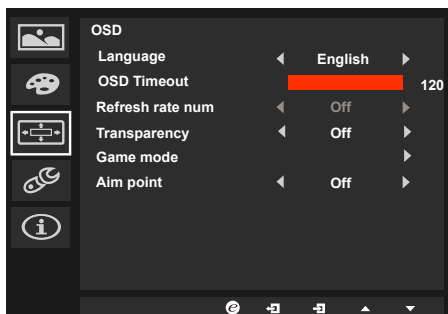 OSD
Language English
OSD Timeout 120
Refresh rate num Off
Transparency Off
Game mode
Aim point Off